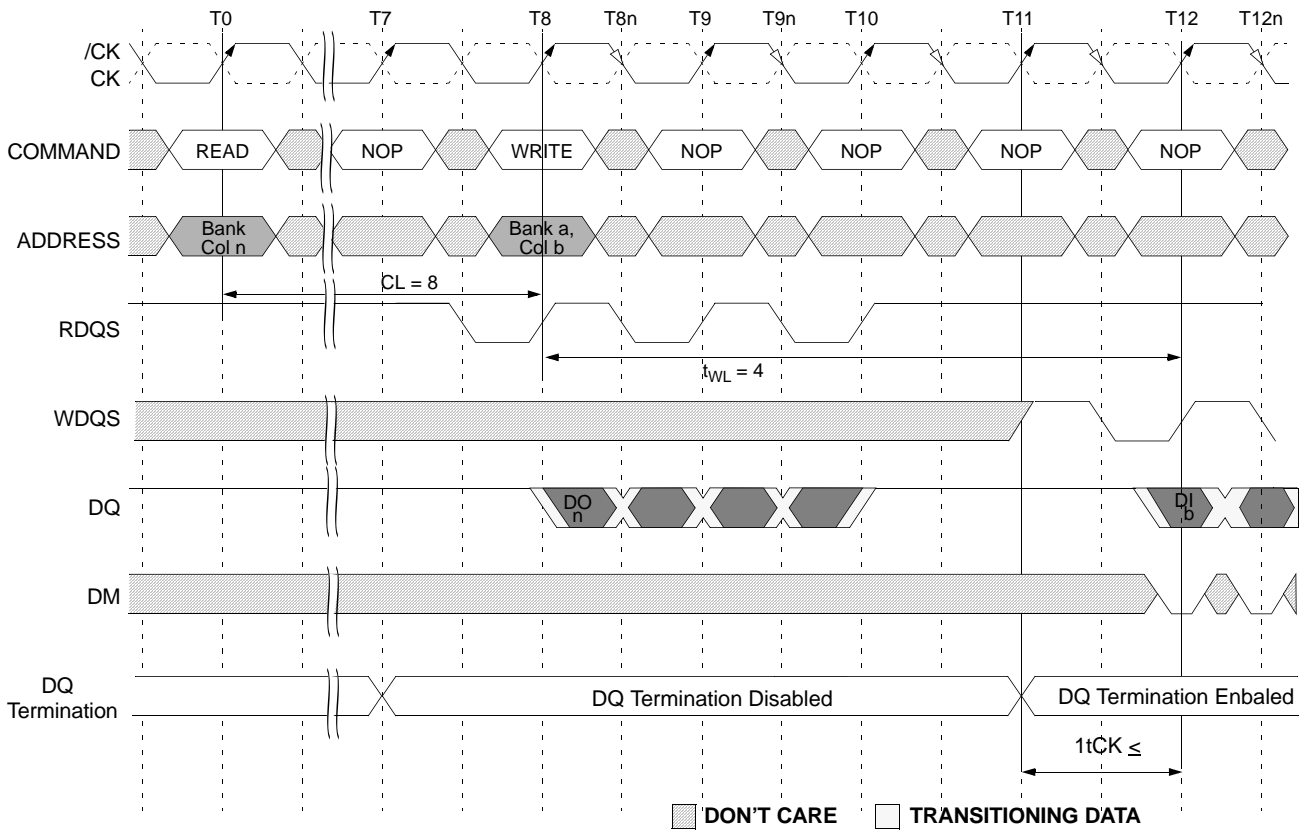 T0 T7 T8 T8n T9 T9n T10 T11 T12 T12n
/CK
CK
COMMAND READ NOP WRITE NOP NOP NOP NOP
ADDRESS Bank Col n Bank a, Col b
CL = 8
RDQS
tWL = 4
WDQS
DQ DO n DI b
DM
DQ Termination DQ Termination Disabled DQ Termination Enbaled
1tCK ≤
DON'T CARE TRANSITIONING DATA